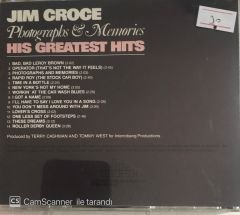 JIM CROCE
Photographs & Memories
HIS GREATEST HITS
1. BAD, BAD LEROY BROWN
2. OPERATOR (THAT'S NOT THE WAY IT FEELS)
3. PHOTOGRAPHS AND MEMORIES
4. RAPID ROY (THE STOCK CAR BOY)
5. TIME IN A BOTTLE
6. NEW YORK'S NOT MY HOME
7. WORKIN' AT THE CAR WASH BLUES
8. I GOT A NAME
9. I'LL HAVE TO SAY I LOVE YOU IN A SONG
10. YOU DON'T MESS AROUND WITH JIM
11. LOVER'S CROSS
12. ONE LESS SET OF FOOTSTEPS
13. THESE DREAMS
14. ROLLER DERBY QUEEN
Produced by TERRY CASHMAN and TOMMY WEST for Interrobang Productions
CS CamScanner ile tarandı